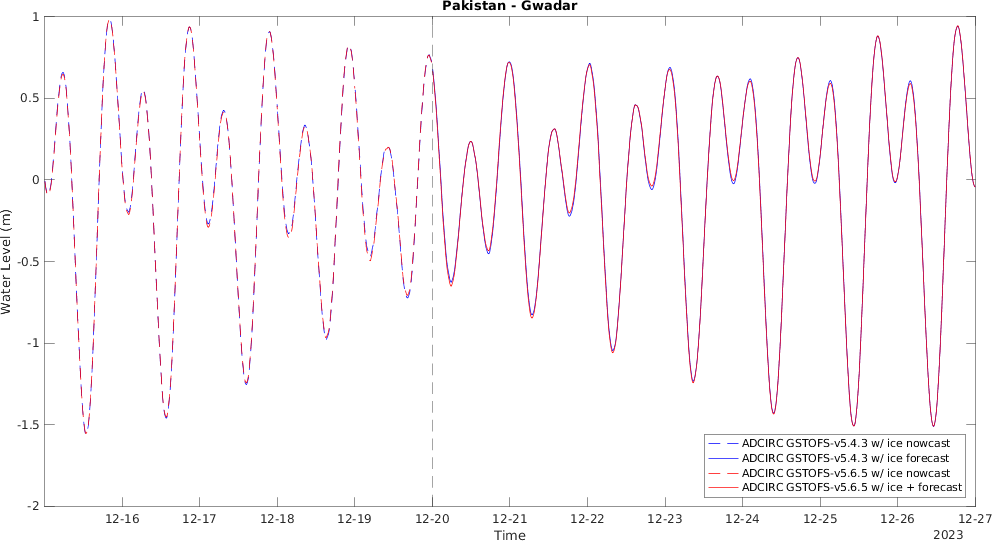 Pakistan - Gwadar
1
0.5
0
-0.5
-1
-1.5
-2
Water Level (m)
ADCIRC GSTOFS-v5.4.3 w/ ice nowcast
ADCIRC GSTOFS-v5.4.3 w/ ice forecast
ADCIRC GSTOFS-v5.6.5 w/ ice nowcast
ADCIRC GSTOFS-v5.6.5 w/ ice + forecast
12-16 12-17 12-18 12-19 12-20 12-21 12-22 12-23 12-24 12-25 12-26 12-27
Time
2023